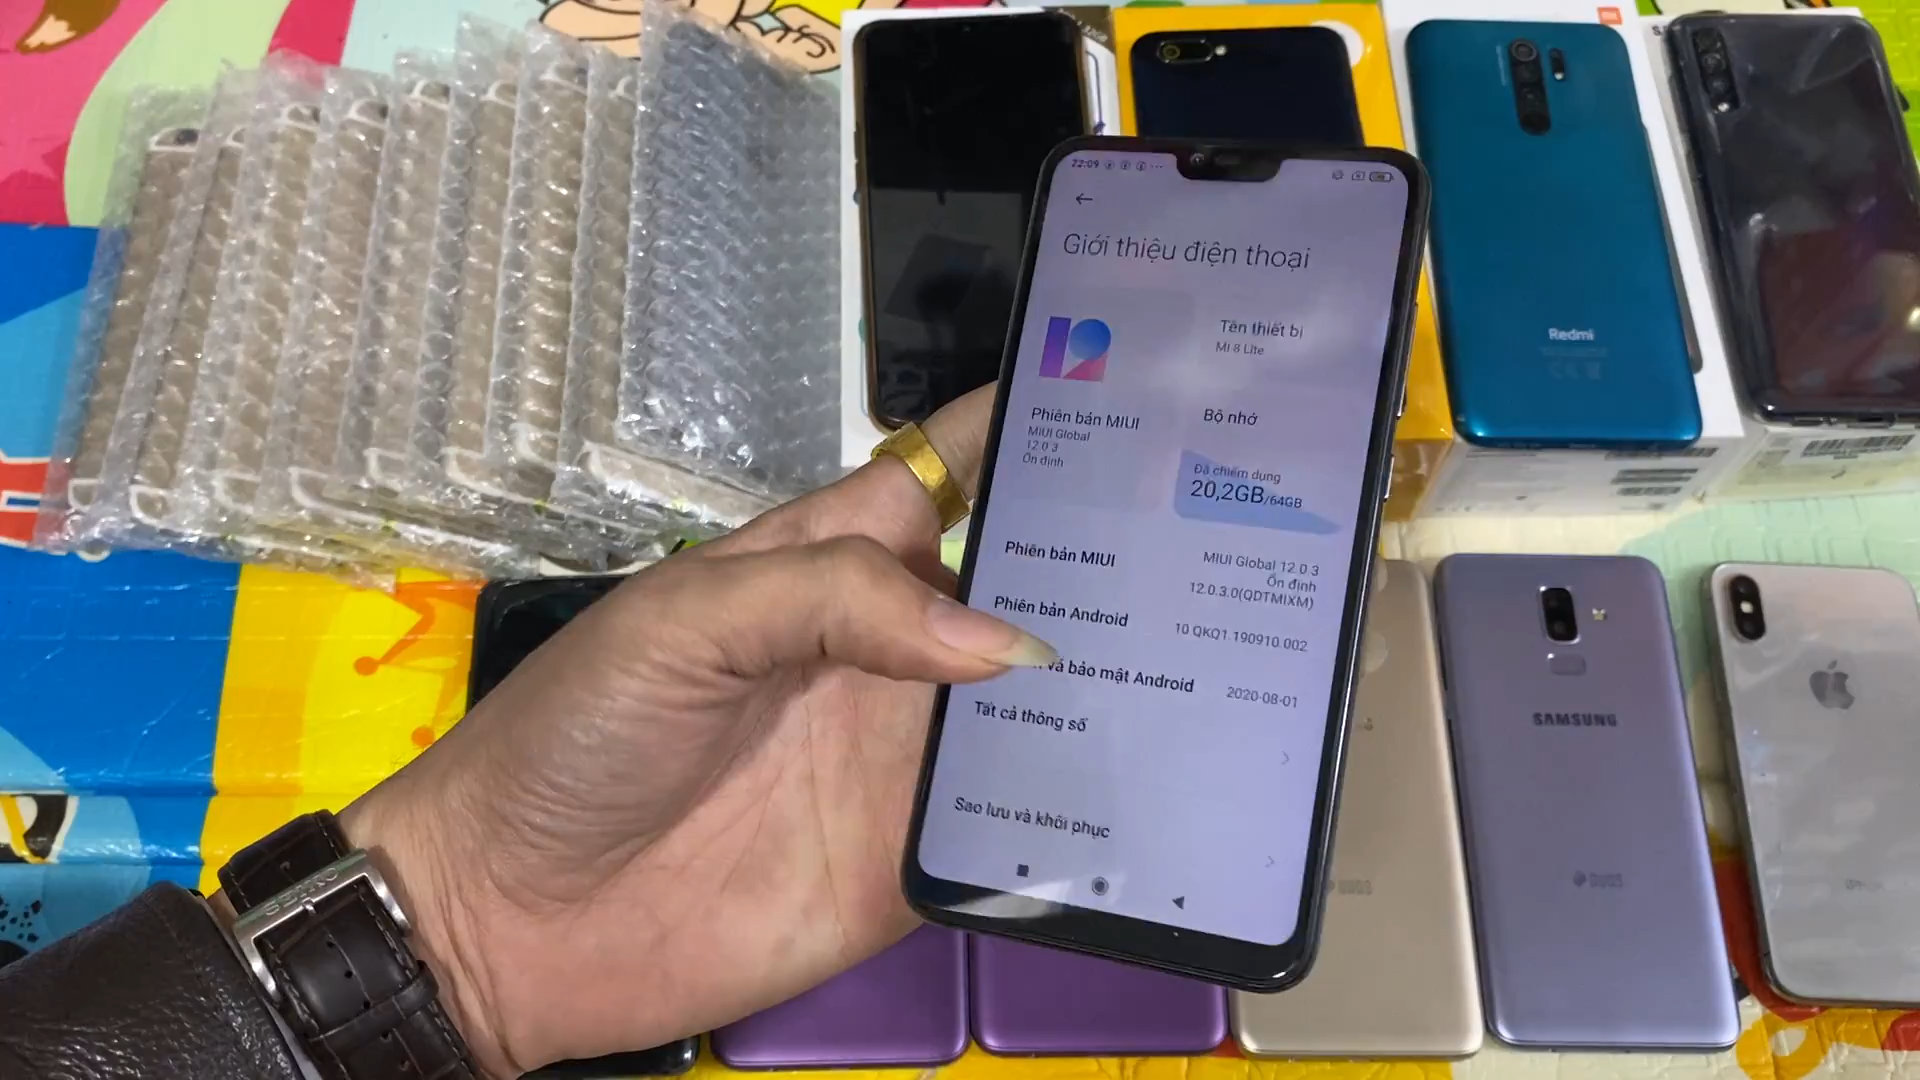 22:09
Giới thiệu điện thoại
Tên thiết bị
Mi 8 Lite
Phiên bản MIUI
MIUI Global
12.0.3
Ổn định
Bộ nhớ
Đã chiếm dụng
20,2GB/64GB
Phiên bản MIUI
MIUI Global 12.0.3
Ổn định
12.0.3.0(QDTMIXM)
Phiên bản Android
10 QKQ1.190910.002
vá bảo mật Android
2020-08-01
Tất cả thông số
Sao lưu và khôi phục
Redmi
SAMSUNG
SEIKO